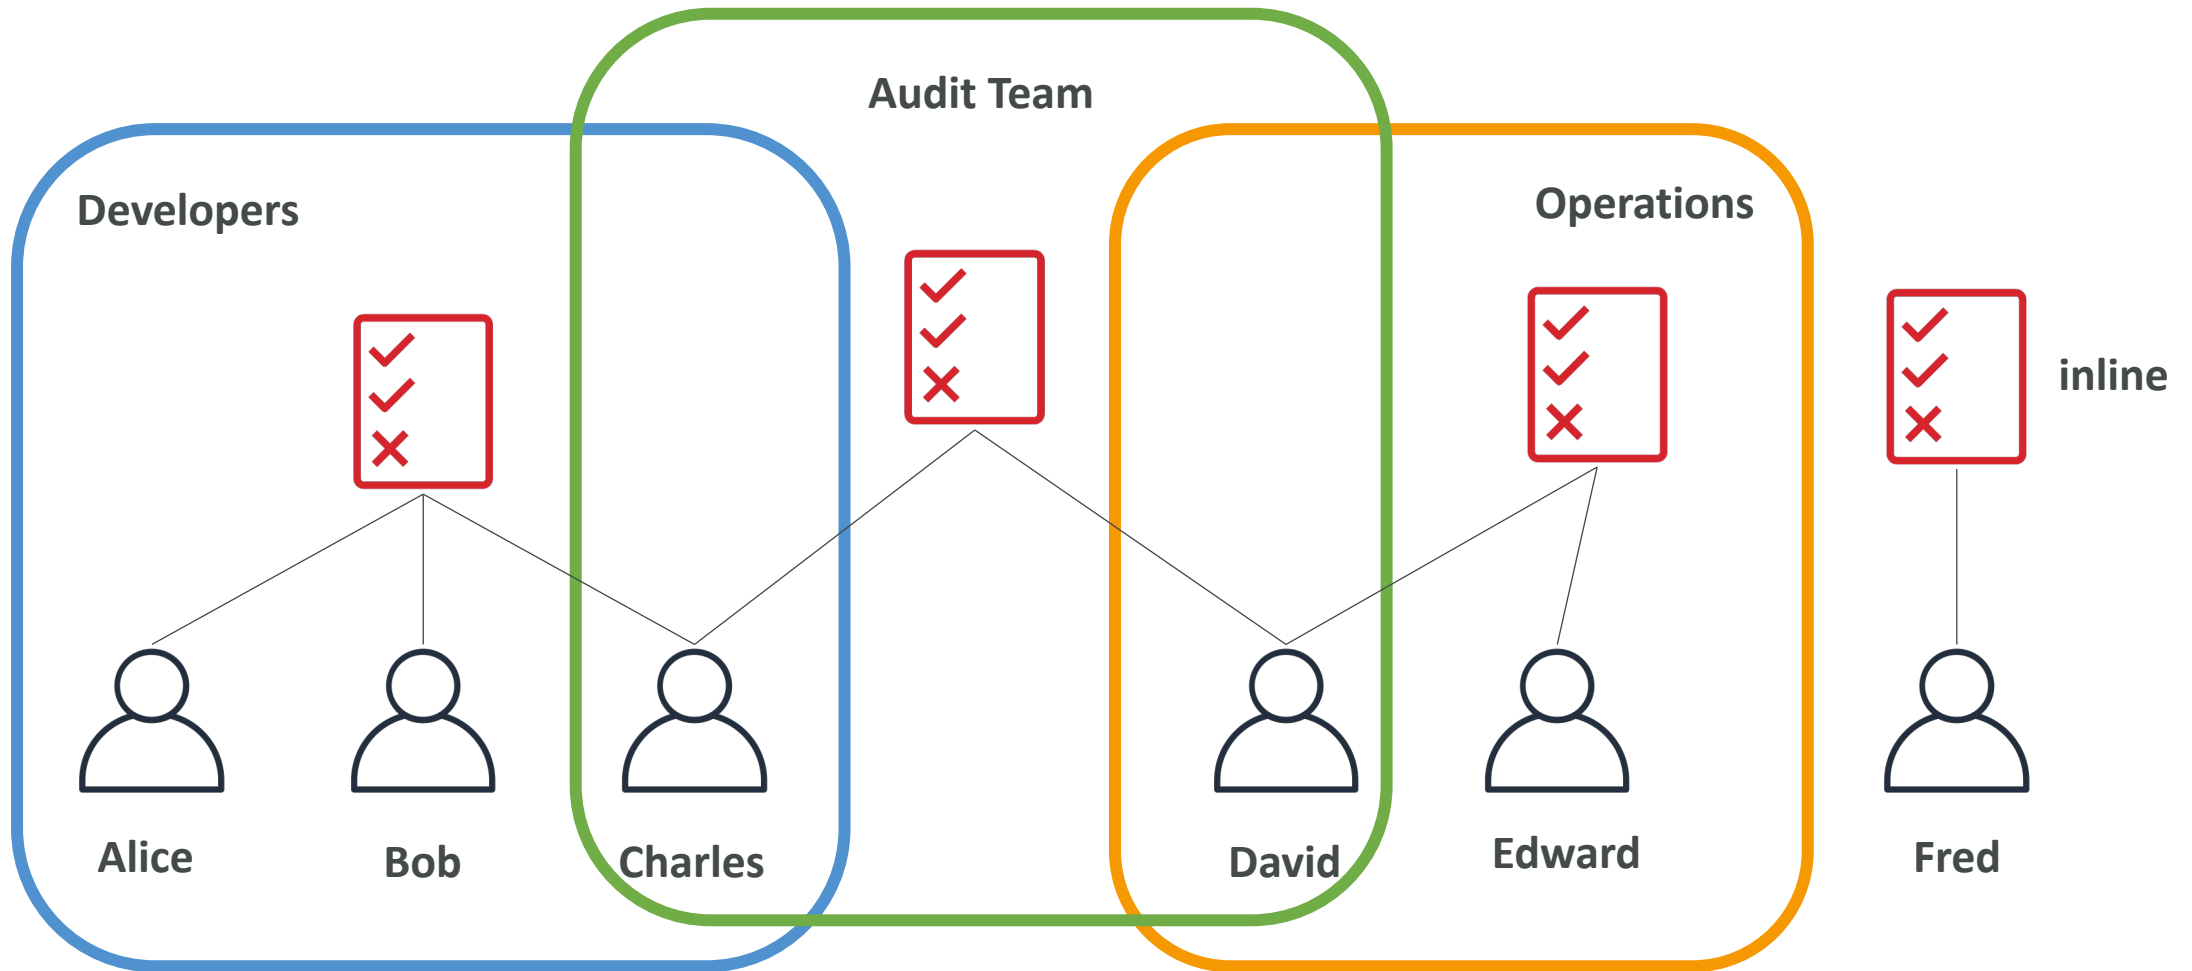 Audit Team
Developers
Operations
inline
Alice
Bob
Charles
David
Edward
Fred